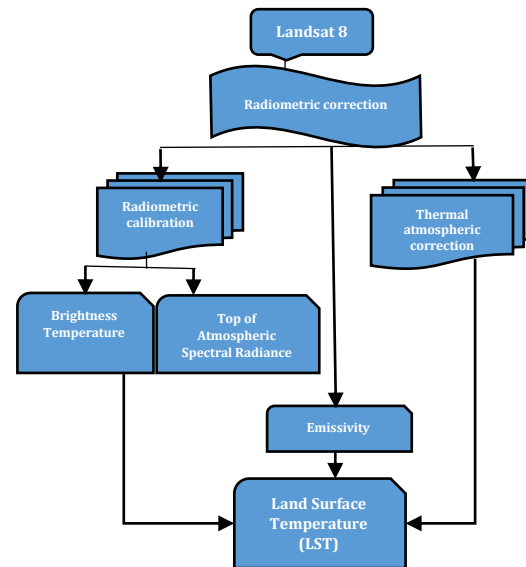 Landsat 8
Radiometric correction
Radiometric
calibration
Thermal
atmospheric
correction
Brightness
Temperature
Top of
Atmospheric
Spectral Radiance
Emissivity
Land Surface
Temperature
(LST)